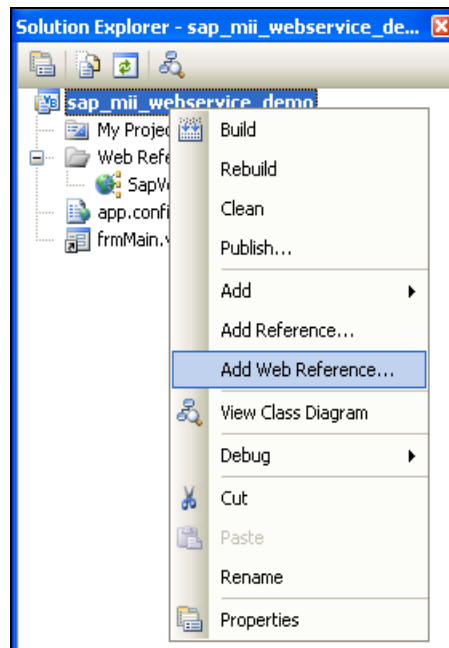 Solution Explorer - sap_mii_webservice_de...
sap_mii_webservice_demo
My Projec
Web Refe
SapVe
app.confi
frmMain.v
Build
Rebuild
Clean
Publish...
Add
Add Reference...
Add Web Reference...
View Class Diagram
Debug
Cut
Paste
Rename
Properties